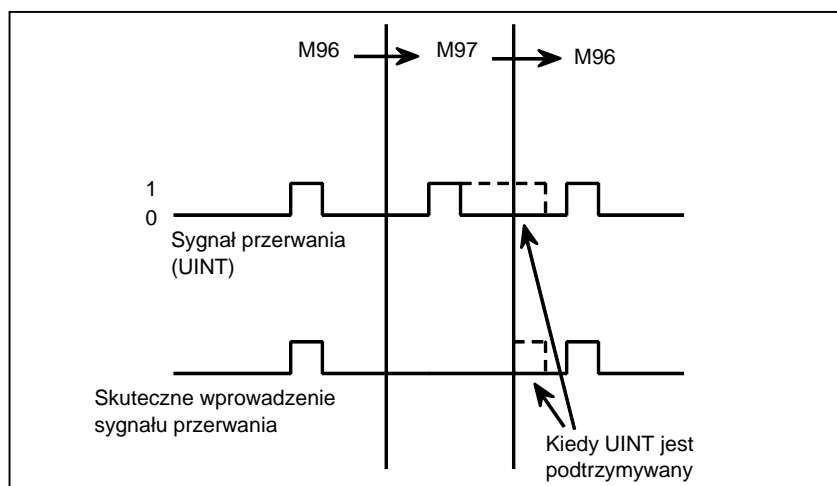 M96 M97 M96
1
0
Sygnał przerwania
(UINT)
Skuteczne wprowadzenie
sygnału przerwania
Kiedy UINT jest
podtrzymywany